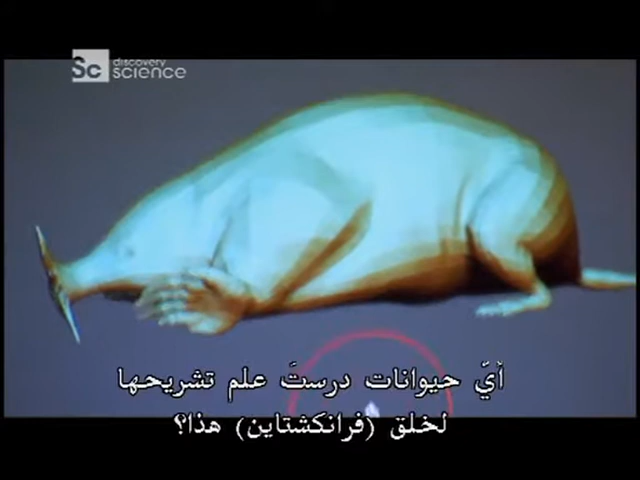 Sc discovery
science
أيّ حيوانات درستَ علم تشريحها
لخلق (فرانكشتاين) هذا؟